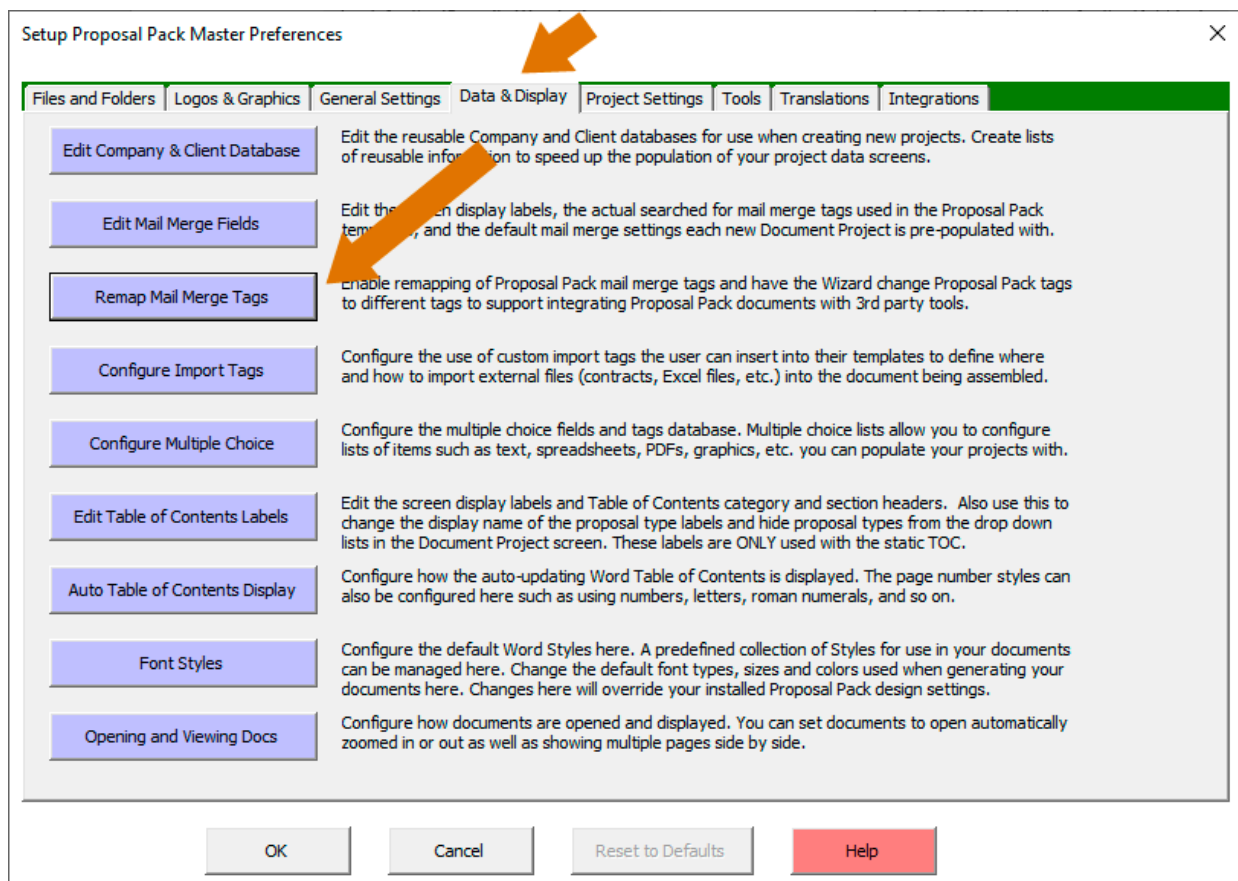 Setup Proposal Pack Master Preferences
Files and Folders Logos & Graphics General Settings Data & Display Project Settings Tools Translations Integrations
Edit Company & Client Database
Edit the reusable Company and Client databases for use when creating new projects. Create lists
of reusable information to speed up the population of your project data screens.
Edit Mail Merge Fields
Edit the display labels, the actual searched for mail merge tags used in the Proposal Pack
and the default mail merge settings each new Document Project is pre-populated with.
Remap Mail Merge Tags
Enable remapping of Proposal Pack mail merge tags and have the Wizard change Proposal Pack tags
to different tags to support integrating Proposal Pack documents with 3rd party tools.
Configure Import Tags
Configure the use of custom import tags the user can insert into their templates to define where
and how to import external files (contracts, Excel files, etc.) into the document being assembled.
Configure Multiple Choice
Configure the multiple choice fields and tags database. Multiple choice lists allow you to configure
lists of items such as text, spreadsheets, PDFs, graphics, etc. you can populate your projects with.
Edit Table of Contents Labels
Edit the screen display labels and Table of Contents category and section headers. Also use this to
change the display name of the proposal type labels and hide proposal types from the drop down
lists in the Document Project screen. These labels are ONLY used with the static TOC.
Auto Table of Contents Display
Configure how the auto-updating Word Table of Contents is displayed. The page number styles can
also be configured here such as using numbers, letters, roman numerals, and so on.
Font Styles
Configure the default Word Styles here. A predefined collection of Styles for use in your documents
can be managed here. Change the default font types, sizes and colors used when generating your
documents here. Changes here will override your installed Proposal Pack design settings.
Opening and Viewing Docs
Configure how documents are opened and displayed. You can set documents to open automatically
zoomed in or out as well as showing multiple pages side by side.
OK Cancel Reset to Defaults Help